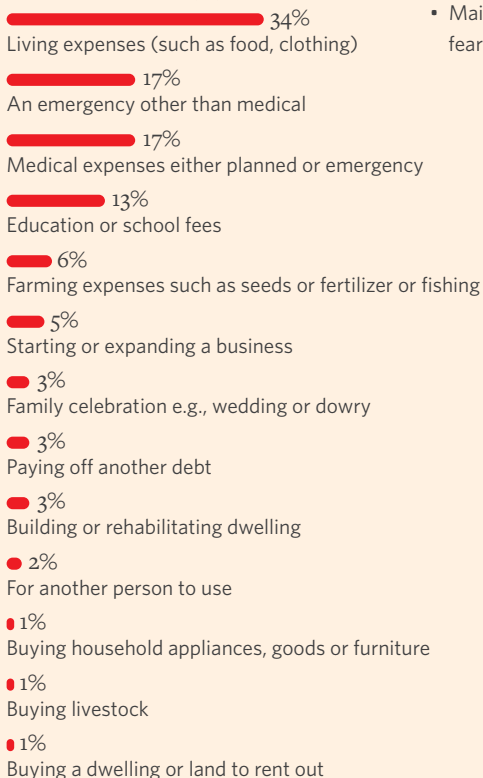 34%
Living expenses (such as food, clothing)
17%
An emergency other than medical
17%
Medical expenses either planned or emergency
13%
Education or school fees
6%
Farming expenses such as seeds or fertilizer or fishing
5%
Starting or expanding a business
3%
Family celebration e.g., wedding or dowry
3%
Paying off another debt
3%
Building or rehabilitating dwelling
2%
For another person to use
1%
Buying household appliances, goods or furniture
1%
Buying livestock
1%
Buying a dwelling or land to rent out
• Mai
fear